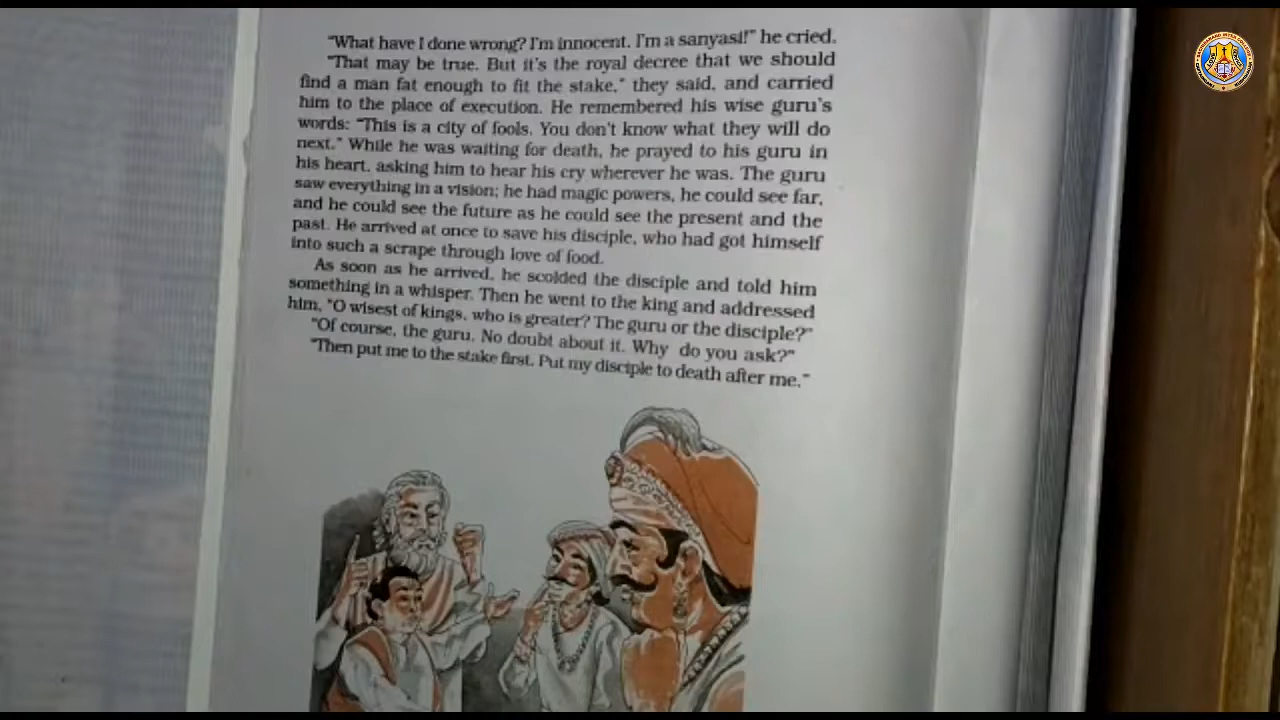 "What have I done wrong? I'm innocent. I'm a sanyasi!" he cried.
"That may be true. But it's the royal decree that we should
find a man fat enough to fit the stake," they said, and carried
him to the place of execution. He remembered his wise guru's
words: "This is a city of fools. You don't know what they will do
next." While he was waiting for death, he prayed to his guru in
his heart, asking him to hear his cry wherever he was. The guru
saw everything in a vision; he had magic powers, he could see far,
and he could see the future as he could see the present and the
past. He arrived at once to save his disciple, who had got himself
into such a scrape through love of food.
As soon as he arrived, he scolded the disciple and told him
something in a whisper. Then he went to the king and addressed
him, "O wisest of kings, who is greater? The guru or the disciple?"
"Of course, the guru. No doubt about it. Why do you ask?"
"Then put me to the stake first. Put my disciple to death after me."